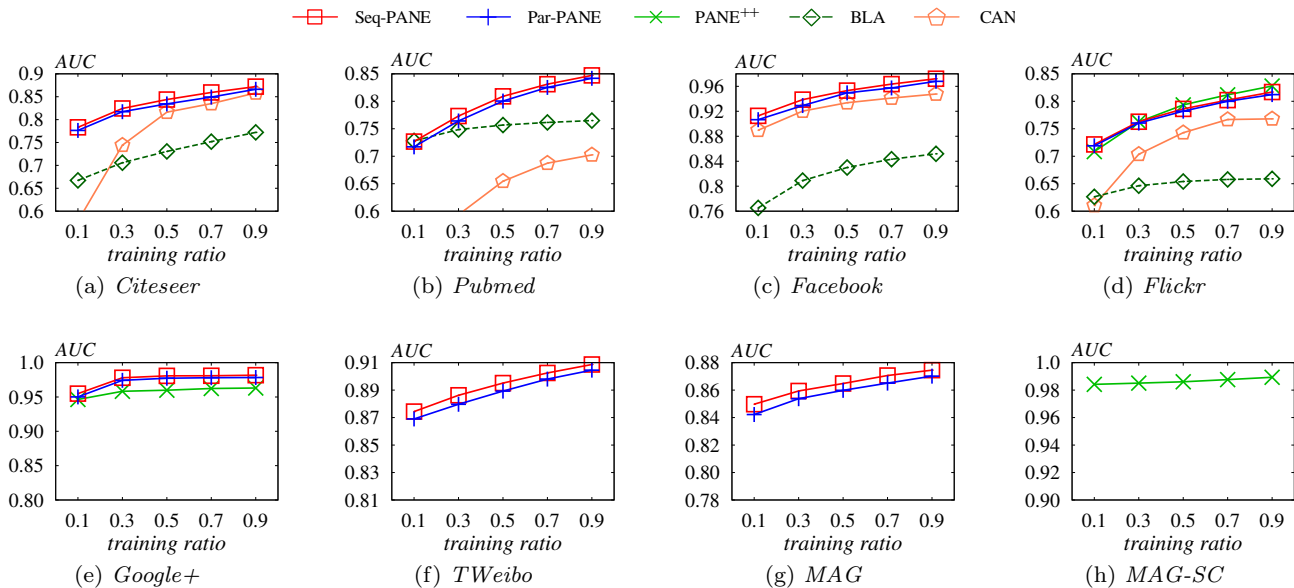 Seq-PANE Par-PANE PANE++ BLA CAN
AUC
0.9
0.85
0.8
0.75
0.7
0.65
0.6
0.1 0.3 0.5 0.7 0.9
training ratio
(a) Citeseer
AUC
0.85
0.8
0.75
0.7
0.65
0.6
0.1 0.3 0.5 0.7 0.9
training ratio
(b) Pubmed
AUC
0.96
0.92
0.88
0.84
0.8
0.76
0.1 0.3 0.5 0.7 0.9
training ratio
(c) Facebook
AUC
0.85
0.8
0.75
0.7
0.65
0.6
0.1 0.3 0.5 0.7 0.9
training ratio
(d) Flickr
AUC
1.0
0.95
0.90
0.85
0.80
0.1 0.3 0.5 0.7 0.9
training ratio
(e) Google+
AUC
0.91
0.89
0.87
0.85
0.83
0.81
0.1 0.3 0.5 0.7 0.9
training ratio
(f) TWeibo
AUC
0.88
0.86
0.84
0.82
0.80
0.78
0.1 0.3 0.5 0.7 0.9
training ratio
(g) MAG
AUC
1.0
0.98
0.96
0.94
0.92
0.90
0.1 0.3 0.5 0.7 0.9
training ratio
(h) MAG-SC